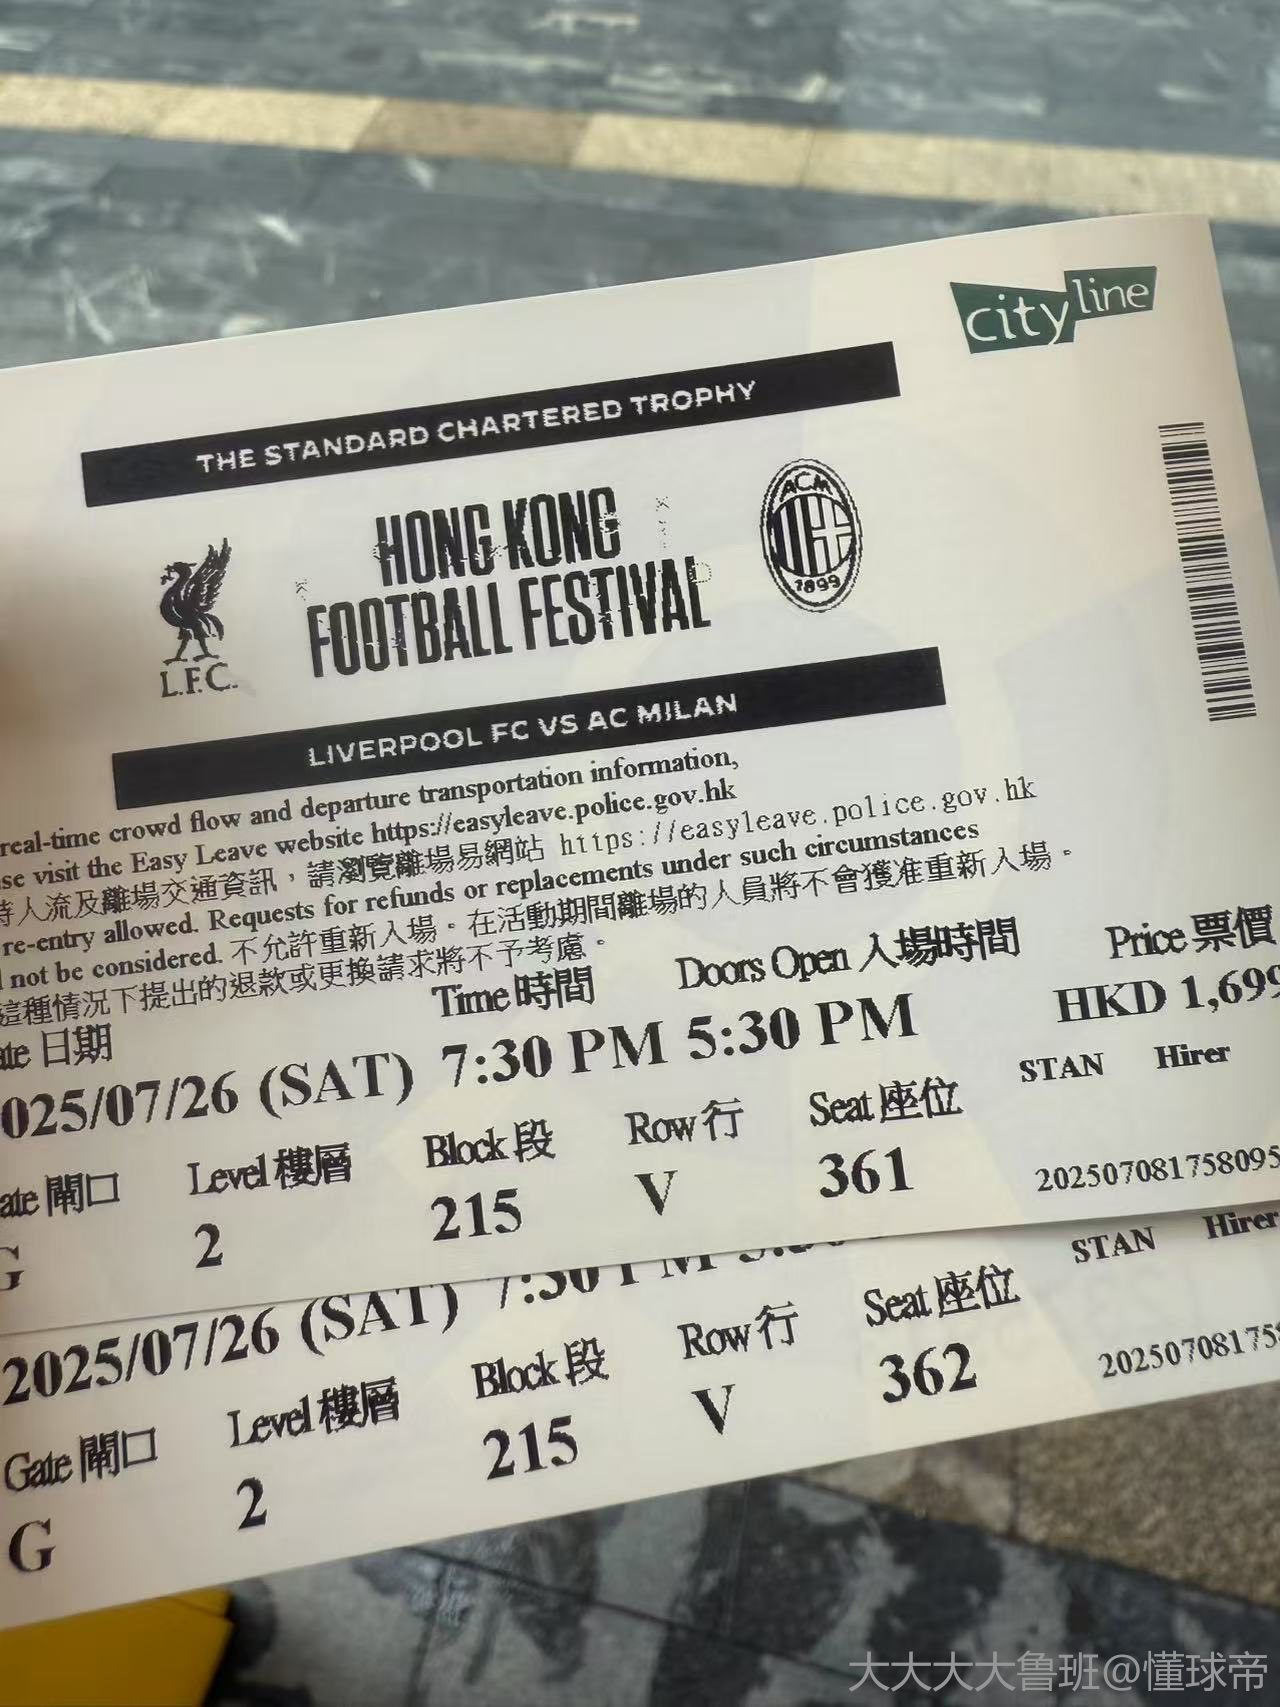 city line
THE STANDARD CHARTERED TROPHY
HONG KONG
FOOTBALL FESTIVAL
ACM
1899
L.F.C.
LIVERPOOL FC VS AC MILAN
real-time crowd flow and departure transportation information,
se visit the Easy Leave website https://easyleave.police.gov.hk
時人流及離場交通資訊，請瀏覽離場易網站 https://easyleave.police.gov.hk
re-entry allowed. Requests for refunds or replacements under such circumstances
not be considered. 不允許重新入場。在活動期間離場的人員將不會獲准重新入場。
這種情況下提出的退款或更換請求將不予考慮。
ate 日期 Time 時間 Doors Open 入場時間 Price 票價
025/07/26 (SAT) 7:30 PM 5:30 PM HKD 1,699
STAN Hirer
ate 閘口 Level 樓層 Block 段 Row 行 Seat 座位
G 2 215 V 361
202507081758095
2025/07/26 (SAT) 7:30 PM
STAN Hirer
Gate 閘口 Level 樓層 Block 段 Row 行 Seat 座位
G 2 215 V 362
202507081758
大大大大鲁班@懂球帝